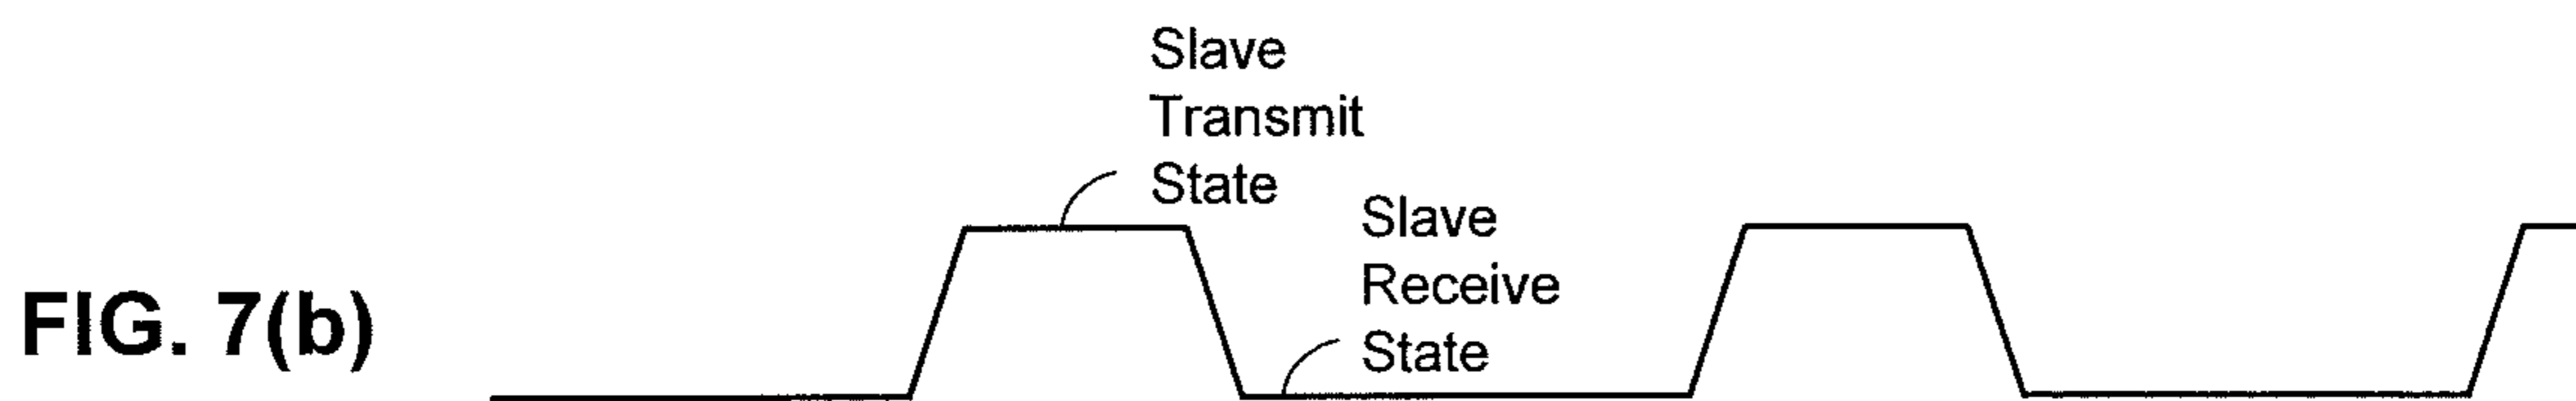 Slave
Transmit
State
Slave
Receive
State
FIG. 7(b)